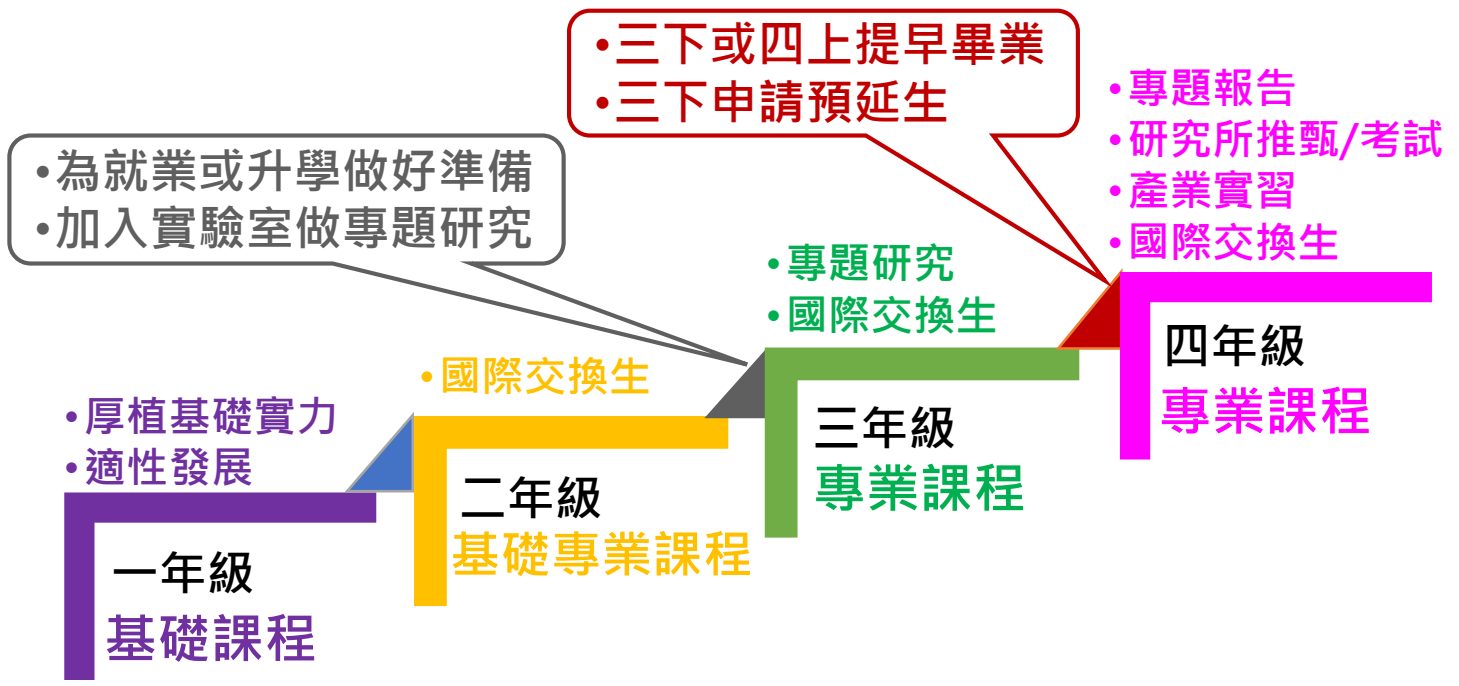 •三下或四上提早畢業
•三下申請預延生
•專題報告
•研究所推甄/考試
•產業實習
•國際交換生
•為就業或升學做好準備
•加入實驗室做專題研究
•專題研究
•國際交換生
四年級
專業課程
•國際交換生
三年級
專業課程
•厚植基礎實力
•適性發展
二年級
基礎專業課程
一年級
基礎課程